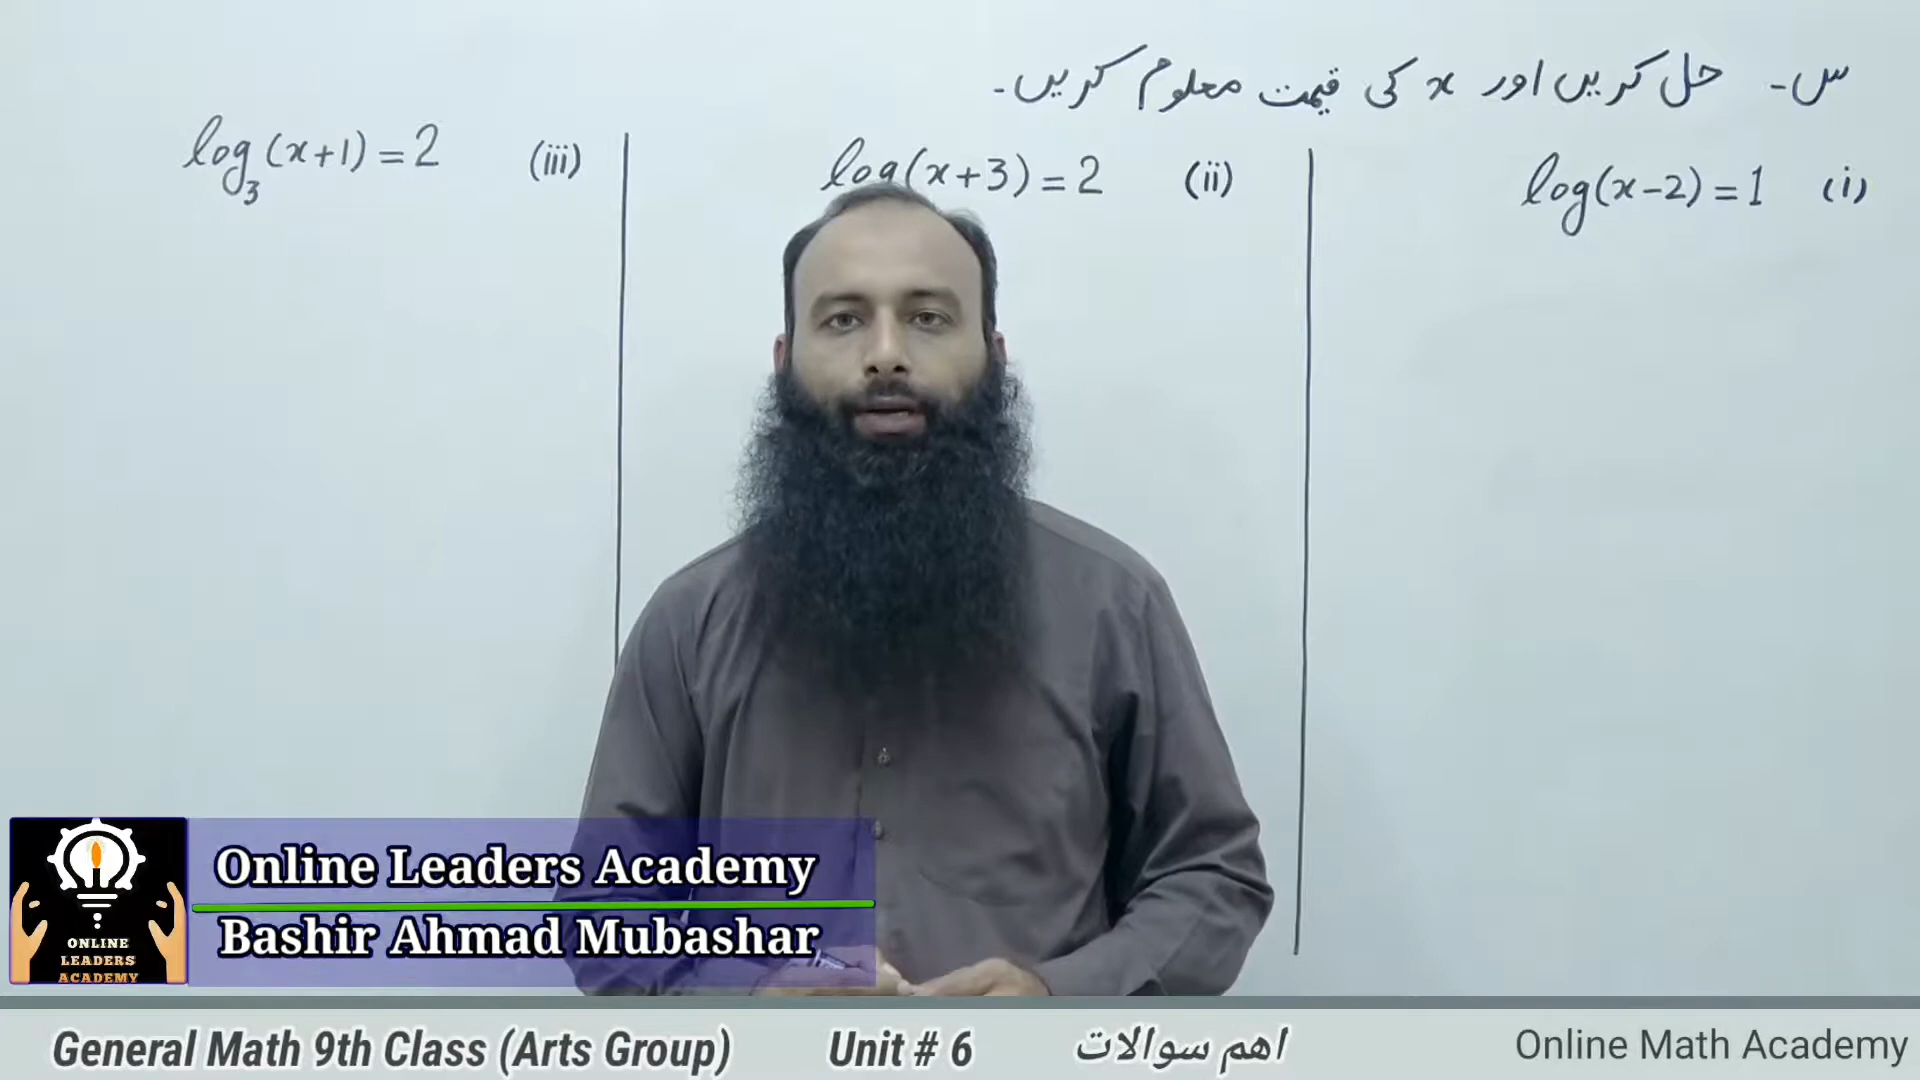 س۔ حل کریں اور x کی قیمت معلوم کریں۔
(i) log(x-2) = 1
(ii) log(x+3) = 2
(iii) log₃(x+1) = 2
Online Leaders Academy
Bashir Ahmad Mubashar
ONLINE
LEADERS
ACADEMY
General Math 9th Class (Arts Group) Unit # 6 اهم سوالات Online Math Academy